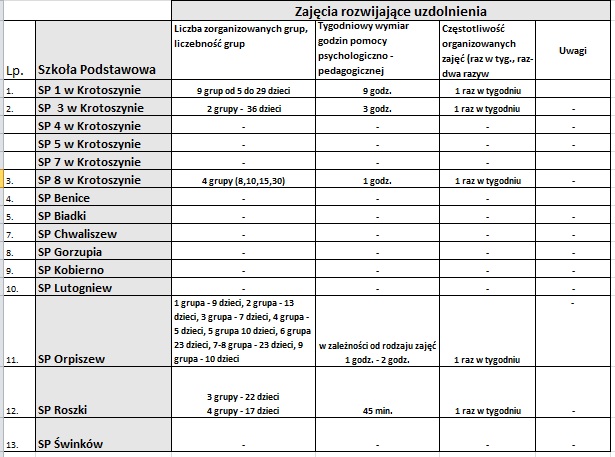 Zajęcia rozwijające uzdolnienia
Lp. Szkoła Podstawowa
Liczba zorganizowanych grup,
liczebność grup
Tygodniowy wymiar
godzin pomocy
psychologiczno -
pedagogicznej
Częstotliwość
organizowanych
zajęć (raz w tyg., raz-
dwa razyw
Uwagi
1. SP 1 w Krotoszynie 9 grup od 5 do 29 dzieci 9 godz. 1 raz w tygodniu
2. SP 3 w Krotoszynie 2 grupy - 36 dzieci 3 godz. 1 raz w tygodniu -
SP 4 w Krotoszynie - - - -
SP 5 w Krotoszynie - - - -
SP 7 w Krotoszynie - - -
3. SP 8 w Krotoszynie 4 grupy (8,10,15,30) 1 godz. 1 raz w tygodniu -
4. SP Benice - - - -
5. SP Biadki - - - -
7. SP Chwaliszew - - - -
8. SP Gorzupia - - - -
9. SP Kobierno - - - -
10. SP Lutogniew - - - -
11. SP Orpiszew
1 grupa - 9 dzieci, 2 grupa - 13
dzieci, 3 grupa - 7 dzieci, 4 grupa -
5 dzieci, 5 grupa 10 dzieci, 6 grupa
23 dzieci, 7-8 grupa - 23 dzieci, 9
grupa - 10 dzieci
w zależności od rodzaju zajęć
1 godz. - 2 godz.
1 raz w tygodniu
-
12. SP Roszki
3 grupy - 22 dzieci
4 grupy - 17 dzieci
45 min. 1 raz w tygodniu -
13. SP Świnków - - - -